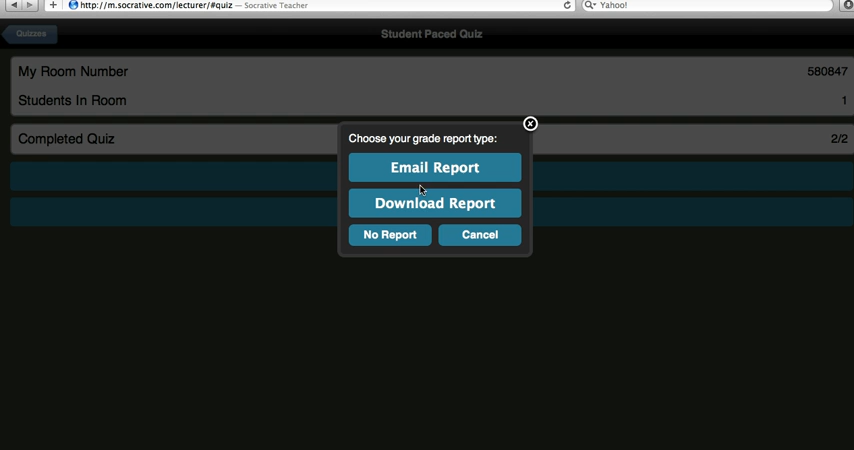 http://m.socrative.com/lecturer/#quiz — Socrative Teacher
Yahoo!
Quizzes
Student Paced Quiz
My Room Number 580847
Students In Room 1
Completed Quiz 2/2
Choose your grade report type:
Email Report
Download Report
No Report Cancel